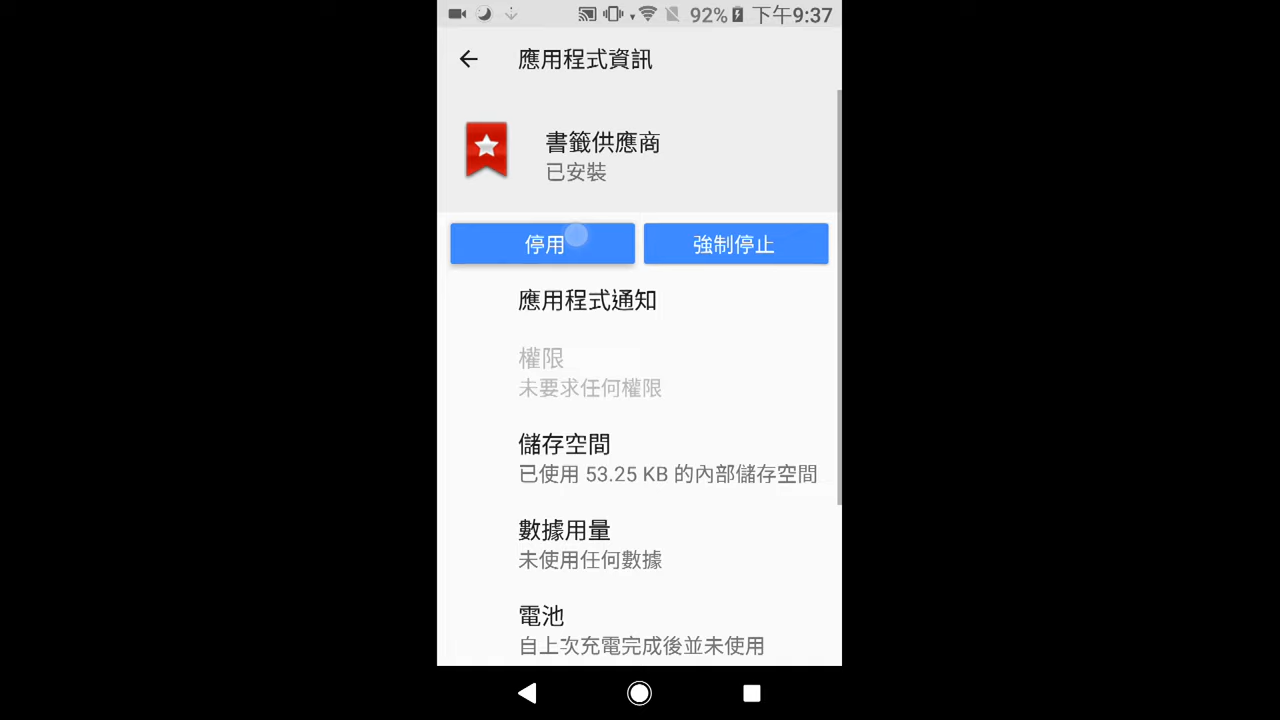 92% 下午9:37
應用程式資訊
書籤供應商
已安裝
停用 強制停止
應用程式通知
權限
未要求任何權限
儲存空間
已使用 53.25 KB 的內部儲存空間
數據用量
未使用任何數據
電池
自上次充電完成後並未使用